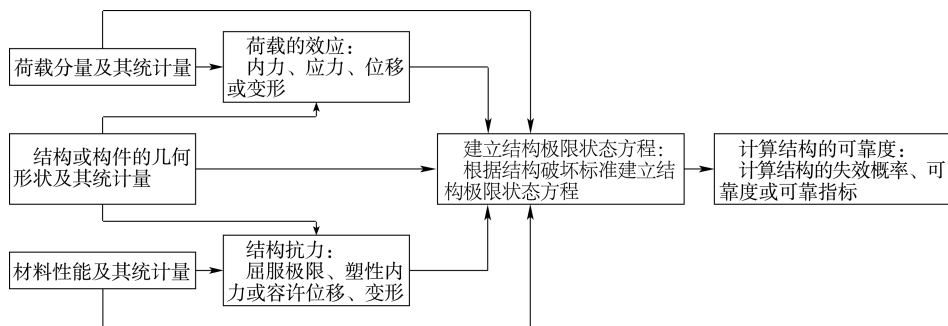 荷载分量及其统计量
荷载的效应：
内力、应力、位移
或变形
结构或构件的几何
形状及其统计量
建立结构极限状态方程：
根据结构破坏标准建立结
构极限状态方程
计算结构的可靠度：
计算结构的失效概率、可
靠度或可靠指标
材料性能及其统计量
结构抗力：
屈服极限、塑性内
力或容许位移、变形